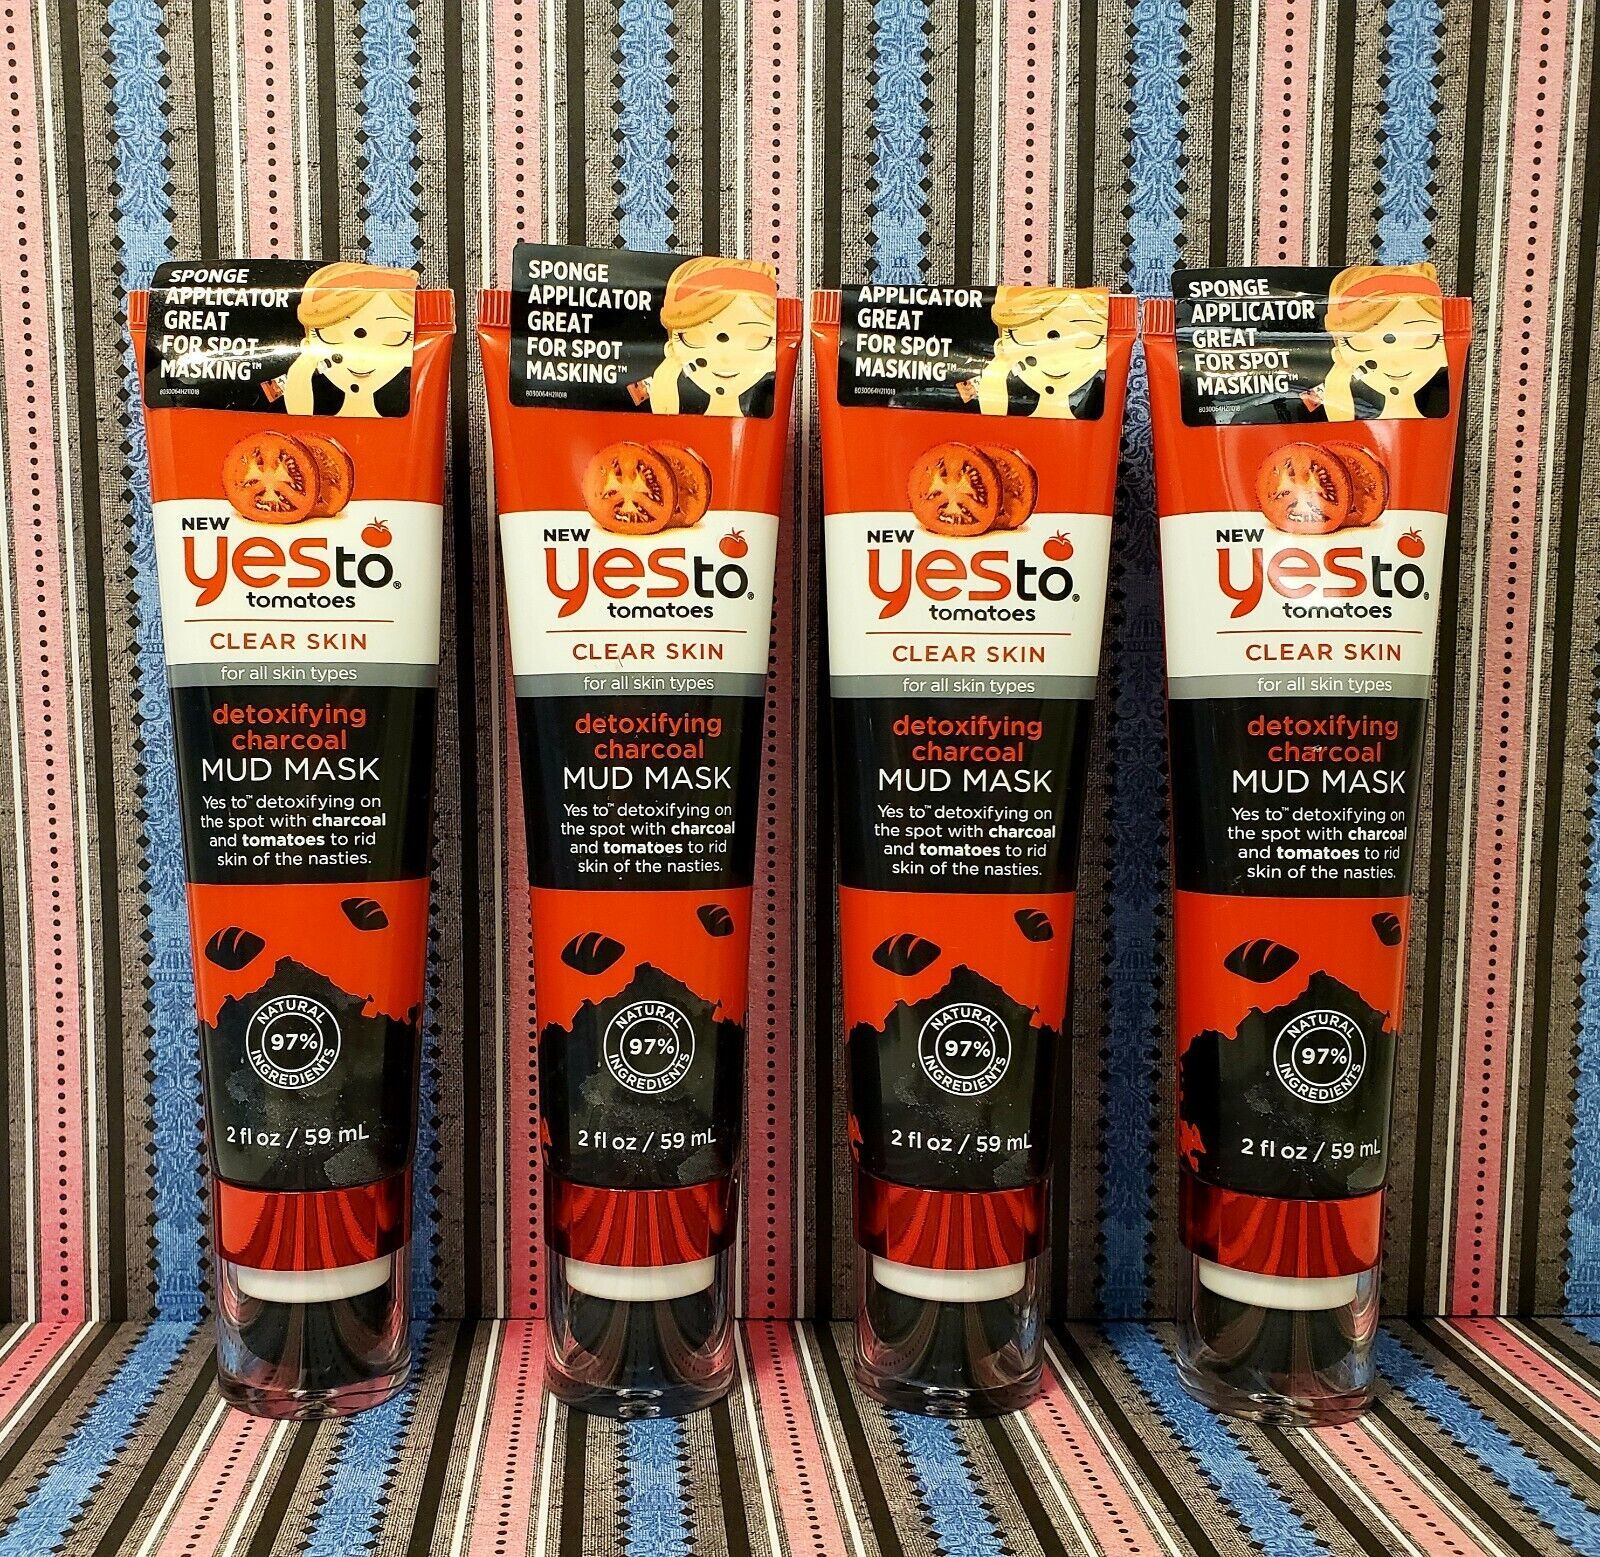 SPONGE
APPLICATOR
GREAT
FOR SPOT
MASKING™
8030064H211018
NEW
yes to®
tomatoes
CLEAR SKIN
for all skin types
detoxifying
charcoal
MUD MASK
Yes to™ detoxifying on
the spot with charcoal
and tomatoes to rid
skin of the nasties.
NATURAL
97%
INGREDIENTS
2 fl oz / 59 mL
SPONGE
APPLICATOR
GREAT
FOR SPOT
MASKING™
8030064H211018
NEW
yes to®
tomatoes
CLEAR SKIN
for all skin types
detoxifying
charcoal
MUD MASK
Yes to™ detoxifying on
the spot with charcoal
and tomatoes to rid
skin of the nasties.
NATURAL
97%
INGREDIENTS
2 fl oz / 59 mL
APPLICATOR
GREAT
FOR SPOT
MASKING™
8030064H211018
NEW
yes to®
tomatoes
CLEAR SKIN
for all skin types
detoxifying
charcoal
MUD MASK
Yes to™ detoxifying on
the spot with charcoal
and tomatoes to rid
skin of the nasties.
NATURAL
97%
INGREDIENTS
2 fl oz / 59 mL
SPONGE
APPLICATOR
GREAT
FOR SPOT
MASKING™
8030064H211018
NEW
yes to®
tomatoes
CLEAR SKIN
for all skin types
detoxifying
charcoal
MUD MASK
Yes to™ detoxifying on
the spot with charcoal
and tomatoes to rid
skin of the nasties.
NATURAL
97%
INGREDIENTS
2 fl oz / 59 mL